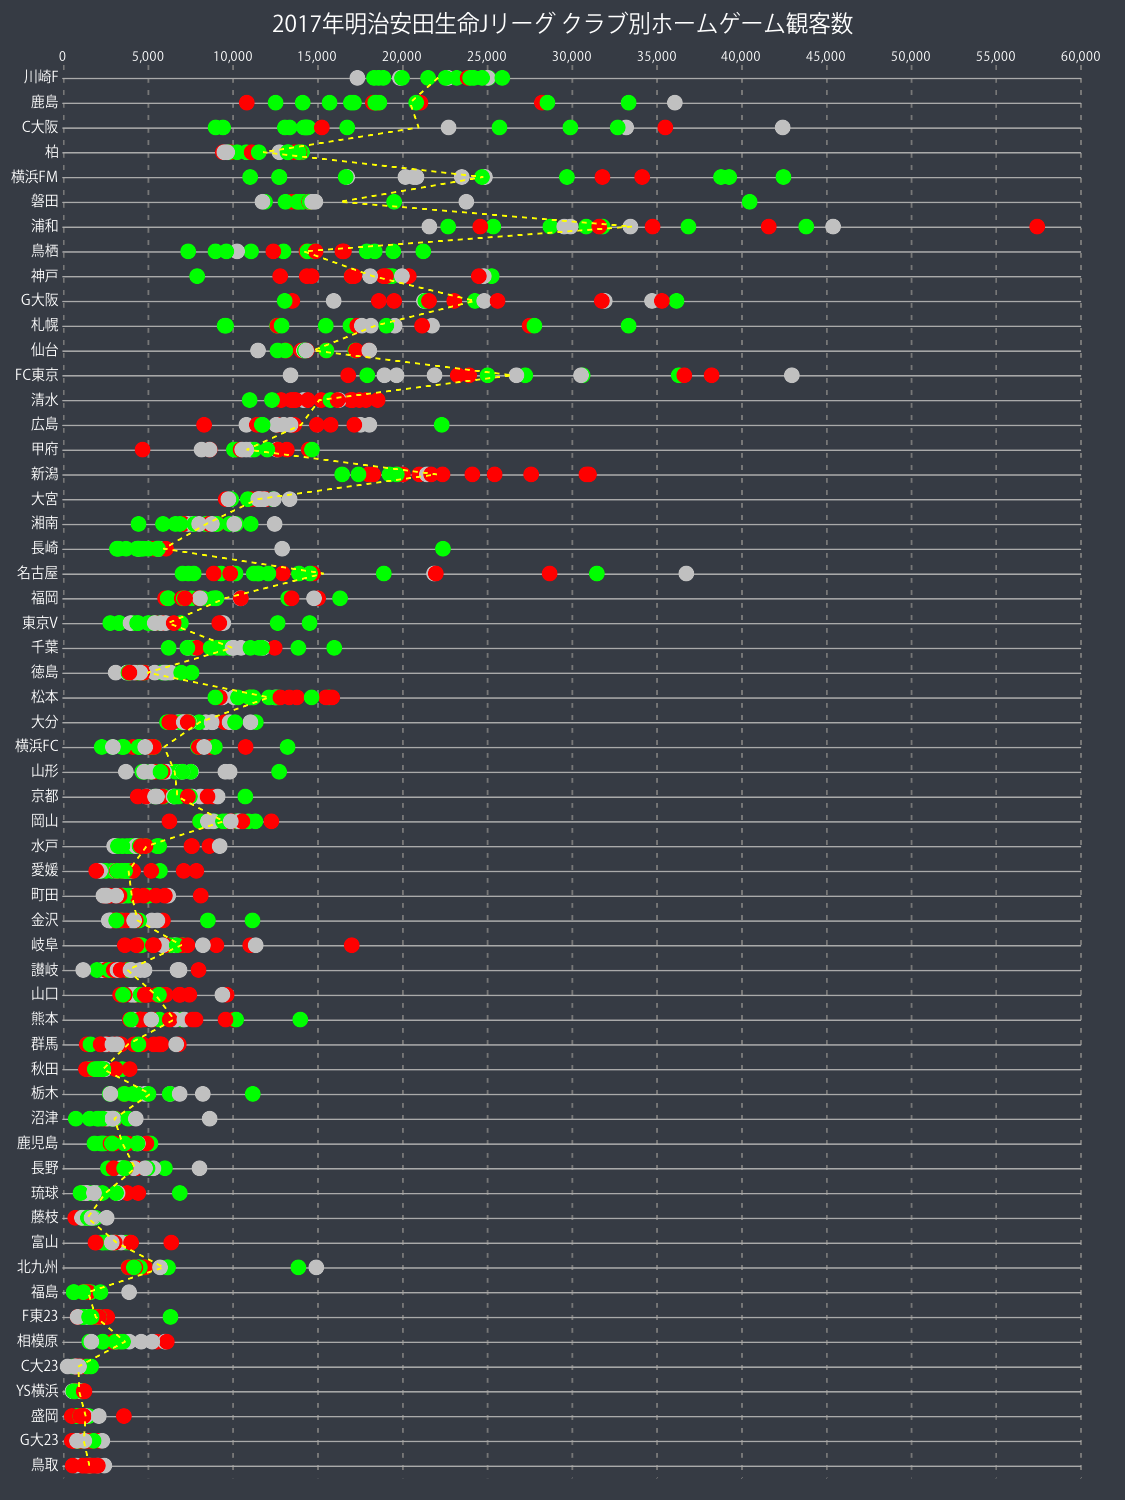 2017年明治安田生命Jリーグ クラブ別ホームゲーム観客数
0 5,000 10,000 15,000 20,000 25,000 30,000 35,000 40,000 45,000 50,000 55,000 60,000
川崎F
鹿島
C大阪
柏
横浜FM
磐田
浦和
鳥栖
神戸
G大阪
札幌
仙台
FC東京
清水
広島
甲府
新潟
大宮
湘南
長崎
名古屋
福岡
東京V
千葉
徳島
松本
大分
横浜FC
山形
京都
岡山
水戸
愛媛
町田
金沢
岐阜
讃岐
山口
熊本
群馬
秋田
栃木
沼津
鹿児島
長野
琉球
藤枝
富山
北九州
福島
F東23
相模原
C大23
YS横浜
盛岡
G大23
鳥取